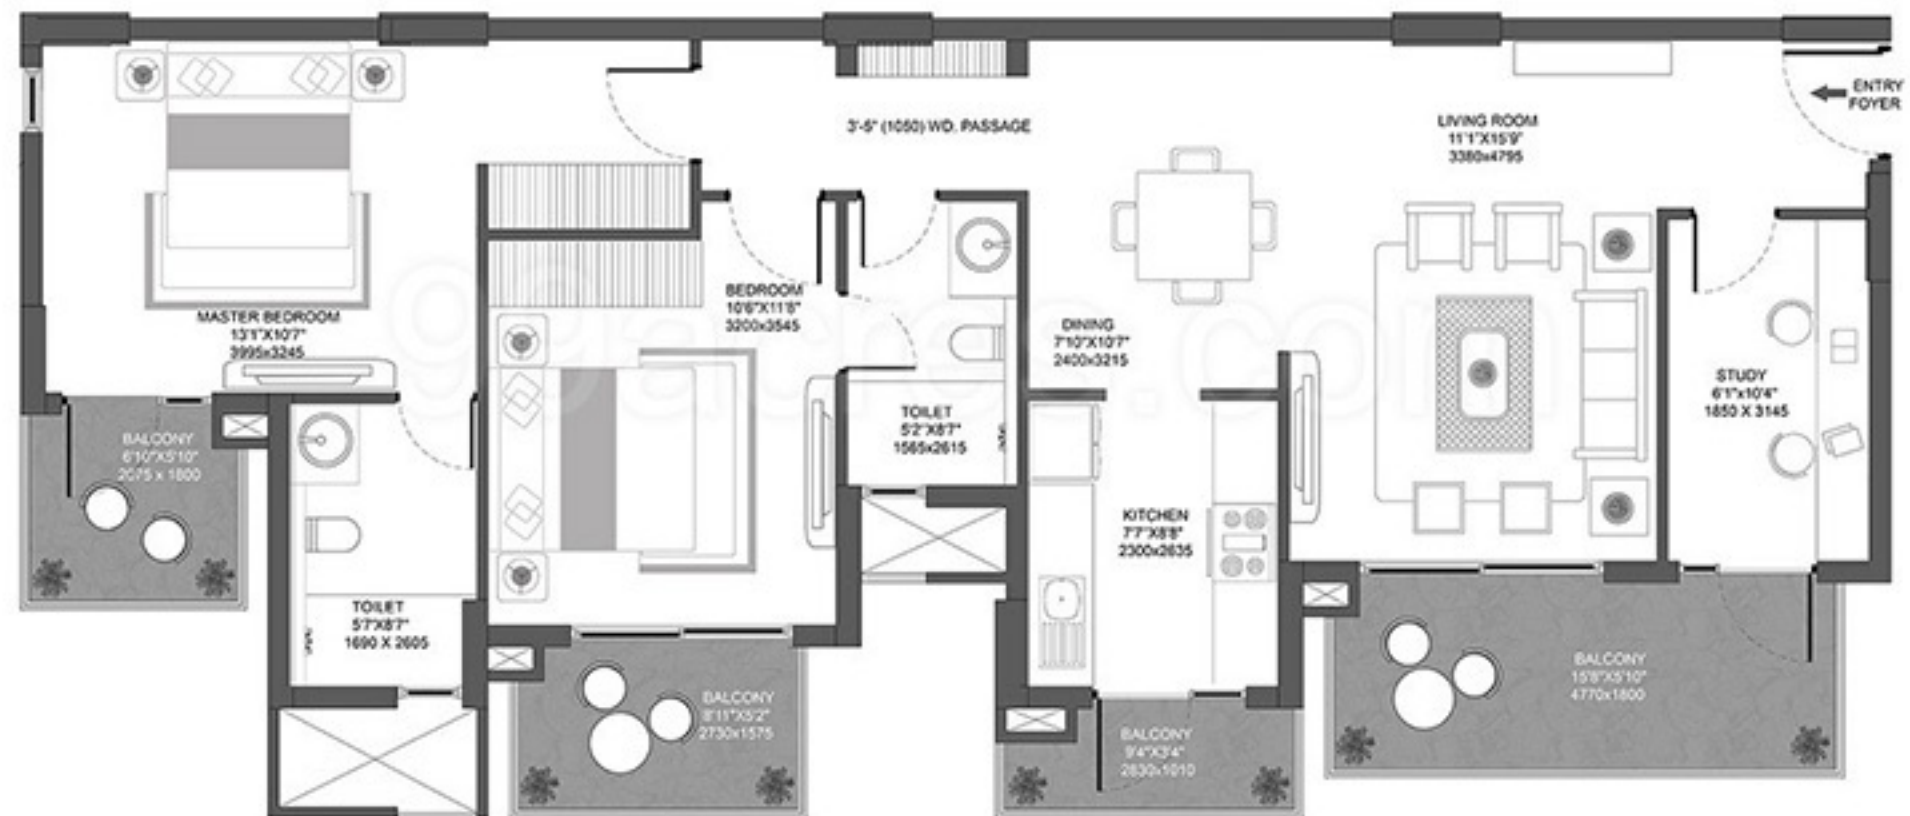 ENTRY
FOYER
LIVING ROOM
11'1"X15'9"
3380x4795
3'-5" (1050) WD. PASSAGE
MASTER BEDROOM
13'1"X10'7"
3995x3245
BEDROOM
10'6"X11'8"
3200x3545
DINING
7'10"X10'7"
2400x3215
STUDY
6'1"x10'4"
1850 X 3145
TOILET
5'2"X8'7"
1565x2615
BALCONY
6'10"X5'10"
2075 x 1800
KITCHEN
7'7"X8'8"
2300x2635
TOILET
5'7"X8'7"
1690 X 2605
BALCONY
8'11"X5'2"
2730x1575
BALCONY
9'4"X3'4"
2830x1010
BALCONY
15'8"X5'10"
4770x1800
99acres.com